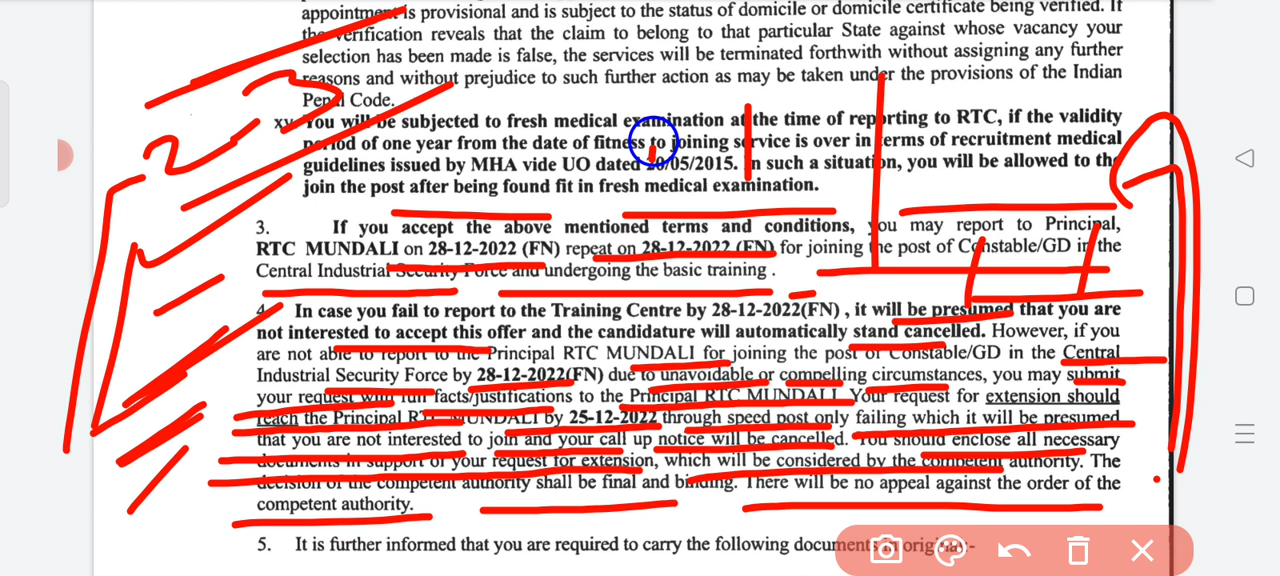 appointment is provisional and is subject to the status of domicile or domicile certificate being verified. If
the verification reveals that the claim to belong to that particular State against whose vacancy your
selection has been made is false, the services will be terminated forthwith without assigning any further
reasons and without prejudice to such further action as may be taken under the provisions of the Indian
Penal Code.
xv You will be subjected to fresh medical examination at the time of reporting to RTC, if the validity
period of one year from the date of fitness to joining service is over in terms of recruitment medical
guidelines issued by MHA vide UO dated 20/05/2015. In such a situation, you will be allowed to the
join the post after being found fit in fresh medical examination.
3. If you accept the above mentioned terms and conditions, you may report to Principal,
RTC MUNDALI on 28-12-2022 (FN) repeat on 28-12-2022 (FN) for joining the post of Constable/GD in the
Central Industrial Security Force and undergoing the basic training .
4. In case you fail to report to the Training Centre by 28-12-2022(FN) , it will be presumed that you are
not interested to accept this offer and the candidature will automatically stand cancelled. However, if you
are not able to report to the Principal RTC MUNDALI for joining the post of Constable/GD in the Central
Industrial Security Force by 28-12-2022(FN) due to unavoidable or compelling circumstances, you may submit
your request with full facts/justifications to the Principal RTC MUNDALI. Your request for extension should
reach the Principal RTC MUNDALI by 25-12-2022 through speed post only failing which it will be presumed
that you are not interested to join and your call up notice will be cancelled. You should enclose all necessary
documents in support of your request for extension, which will be considered by the competent authority. The
decision of the competent authority shall be final and binding. There will be no appeal against the order of the
competent authority.
5. It is further informed that you are required to carry the following documents in original:-